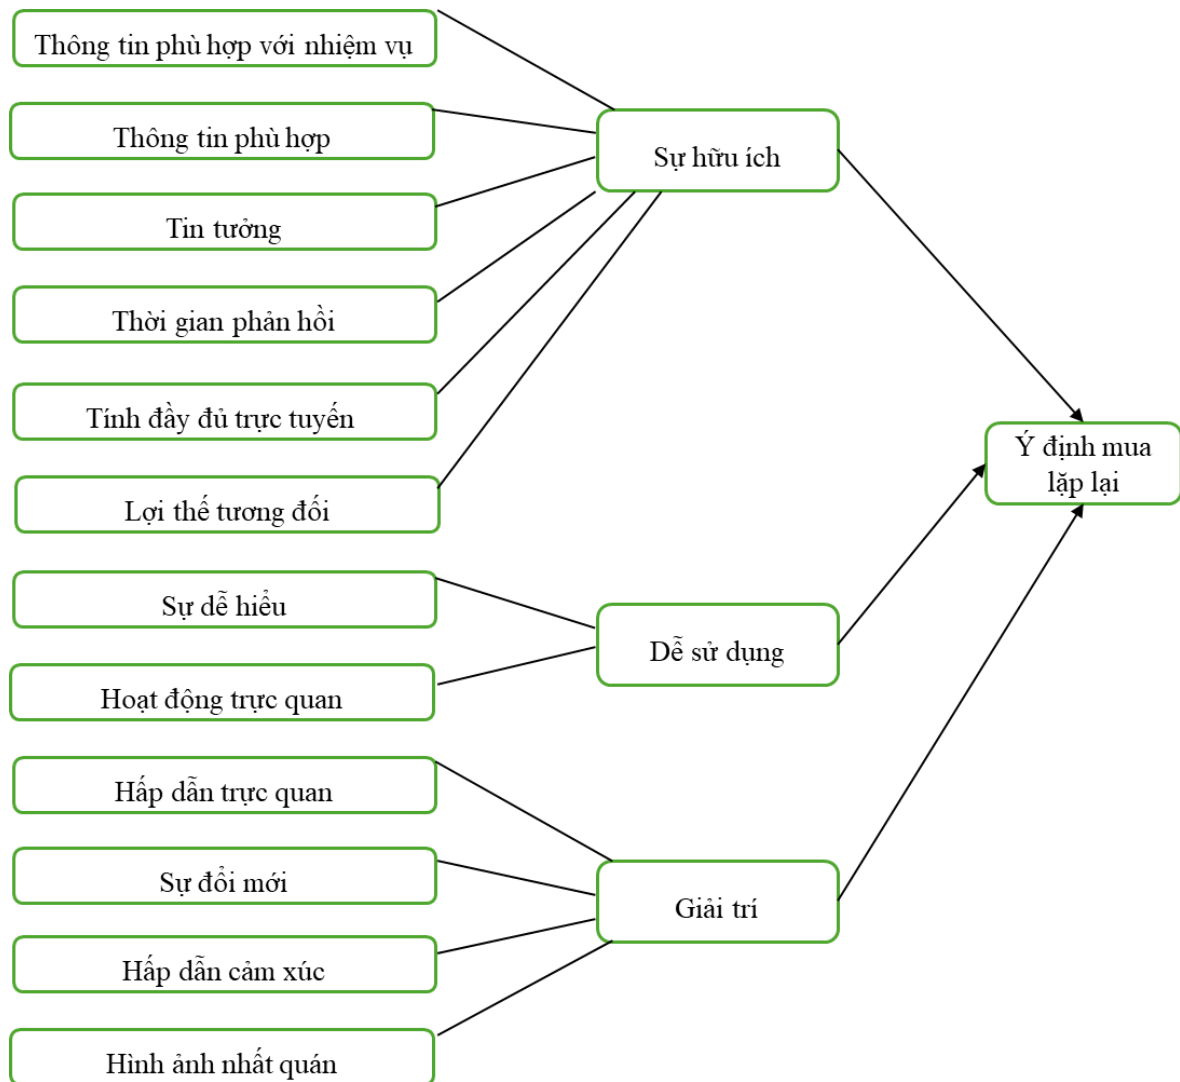 Thông tin phù hợp với nhiệm vụ
Thông tin phù hợp
Tin tưởng
Thời gian phản hồi
Tính đầy đủ trực tuyến
Lợi thế tương đối
Sự dễ hiểu
Hoạt động trực quan
Hấp dẫn trực quan
Sự đổi mới
Hấp dẫn cảm xúc
Hình ảnh nhất quán
Sự hữu ích
Dễ sử dụng
Giải trí
Ý định mua
lặp lại